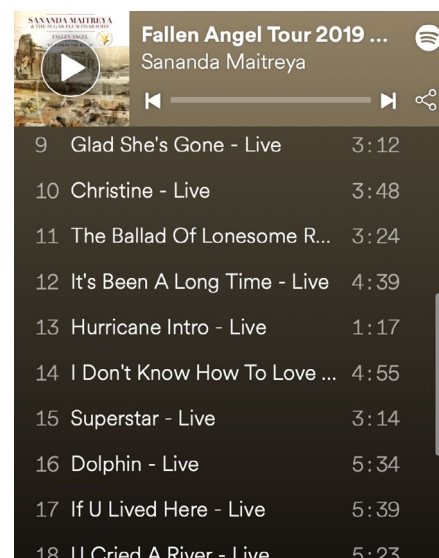 SANANDA MAITREYA
& THE SUGAR PLUM PHARAOHS
FALLEN ANGEL
Fallen Angel Tour 2019 ...
Sananda Maitreya
9 Glad She's Gone - Live 3:12
10 Christine - Live 3:48
11 The Ballad Of Lonesome R... 3:24
12 It's Been A Long Time - Live 4:39
13 Hurricane Intro - Live 1:17
14 I Don't Know How To Love ... 4:55
15 Superstar - Live 3:14
16 Dolphin - Live 5:34
17 If U Lived Here - Live 5:39
18 U Cried A River - Live 5:23